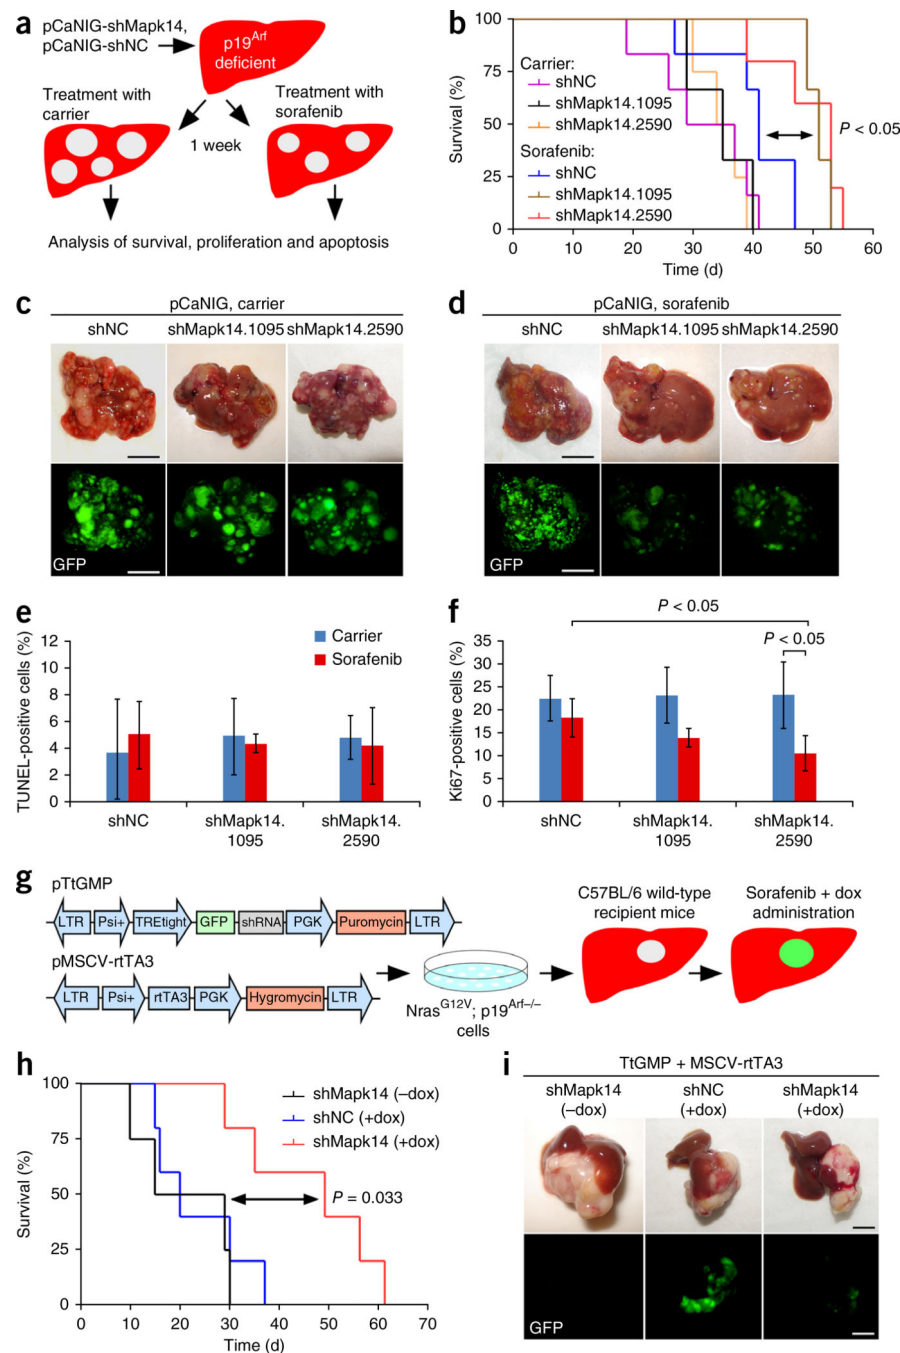 a
pCaNIG-shMapk14,
pCaNIG-shNC
p19Arf
deficient
Treatment with
carrier
Treatment with
sorafenib
1 week
Analysis of survival, proliferation and apoptosis
b
Survival (%)
100
75
50
25
0
0 10 20 30 40 50 60
Time (d)
Carrier:
shNC
shMapk14.1095
shMapk14.2590
Sorafenib:
shNC
shMapk14.1095
shMapk14.2590
P < 0.05
c
pCaNIG, carrier
shNC shMapk14.1095 shMapk14.2590
GFP
d
pCaNIG, sorafenib
shNC shMapk14.1095 shMapk14.2590
GFP
e
TUNEL-positive cells (%)
12
10
8
6
4
2
0
Carrier
Sorafenib
shNC shMapk14. shMapk14.
1095 2590
f
Ki67-positive cells (%)
35
30
25
20
15
10
5
0
P < 0.05
P < 0.05
shNC shMapk14. shMapk14.
1095 2590
g
pTtGMP
LTR Psi+ TREtight GFP shRNA PGK Puromycin LTR
pMSCV-rtTA3
LTR Psi+ rtTA3 PGK Hygromycin LTR
NrasG12V; p19Arf–/–
cells
C57BL/6 wild-type
recipient mice
Sorafenib + dox
administration
h
Survival (%)
100
75
50
25
0
0 10 20 30 40 50 60 70
Time (d)
shMapk14 (–dox)
shNC (+dox)
shMapk14 (+dox)
P = 0.033
i
TtGMP + MSCV-rtTA3
shMapk14 shNC shMapk14
(–dox) (+dox) (+dox)
GFP